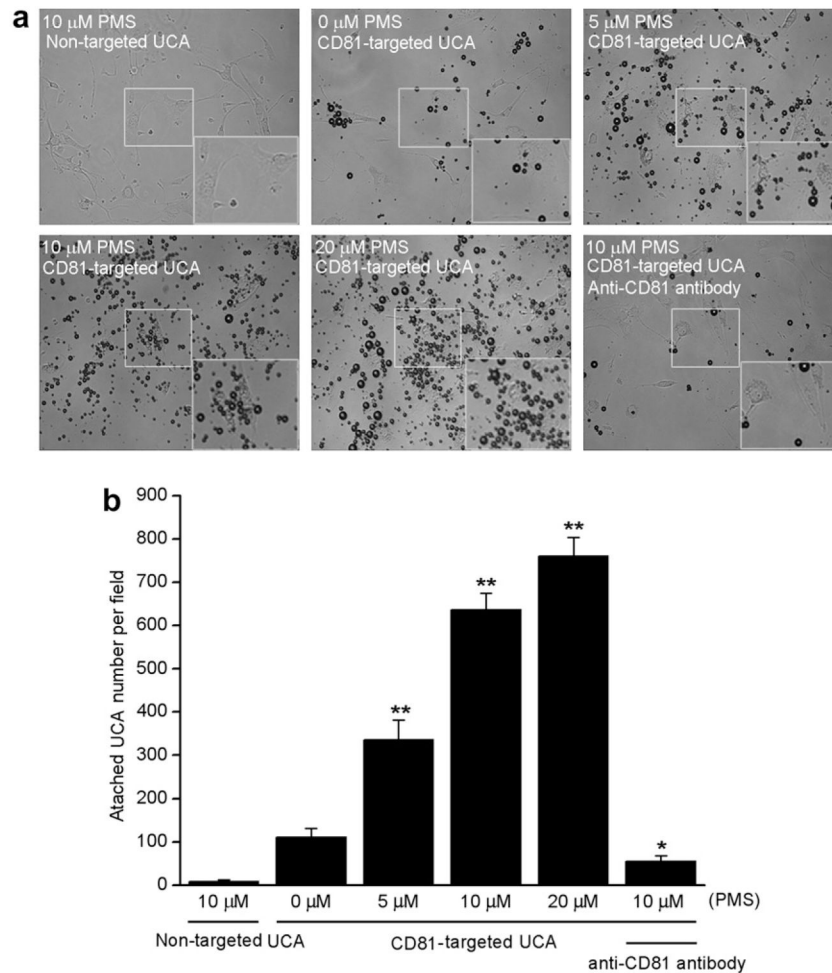 a
10 μM PMS
Non-targeted UCA
0 μM PMS
CD81-targeted UCA
5 μM PMS
CD81-targeted UCA
10 μM PMS
CD81-targeted UCA
20 μM PMS
CD81-targeted UCA
10 μM PMS
CD81-targeted UCA
Anti-CD81 antibody
b
Atached UCA number per field
900
800
700
600
500
400
300
200
100
0
**
**
**
*
10 μM 0 μM 5 μM 10 μM 20 μM 10 μM (PMS)
Non-targeted UCA CD81-targeted UCA
anti-CD81 antibody